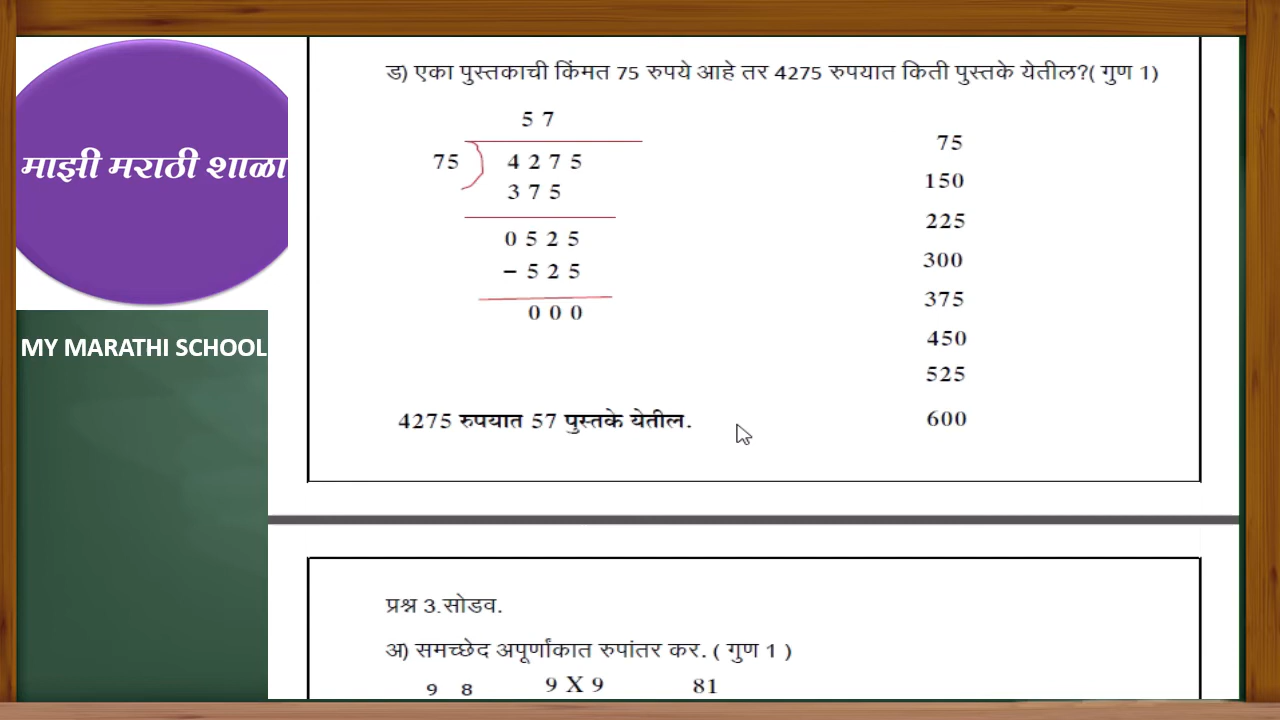 माझी मराठी शाळा
MY MARATHI SCHOOL
ड) एका पुस्तकाची किंमत 75 रुपये आहे तर 4275 रुपयात किती पुस्तके येतील?( गुण 1)
5 7
75 4 2 7 5
3 7 5
0 5 2 5
– 5 2 5
0 0 0
75
150
225
300
375
450
525
600
4275 रुपयात 57 पुस्तके येतील.
प्रश्न 3.सोडव.
अ) समच्छेद अपूर्णांकात रुपांतर कर. ( गुण 1 )
9 8 9 X 9 81